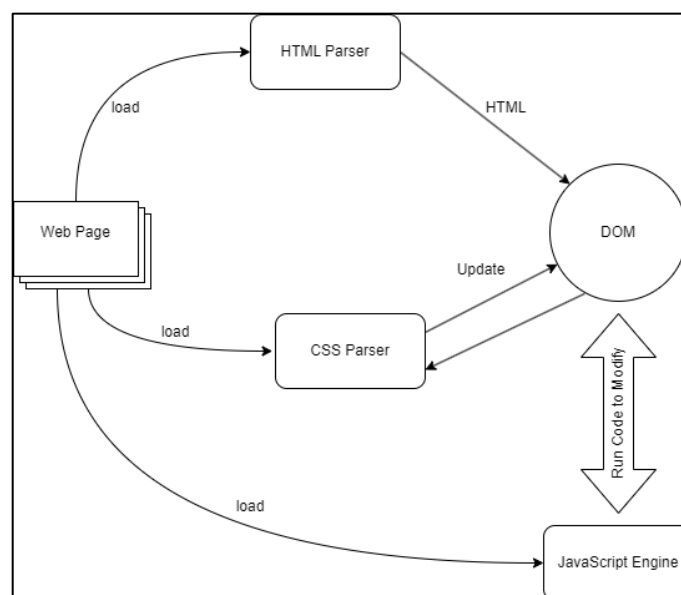 HTML Parser
load
HTML
Web Page
DOM
Update
load
CSS Parser
Run Code to Modify
load
JavaScript Engine